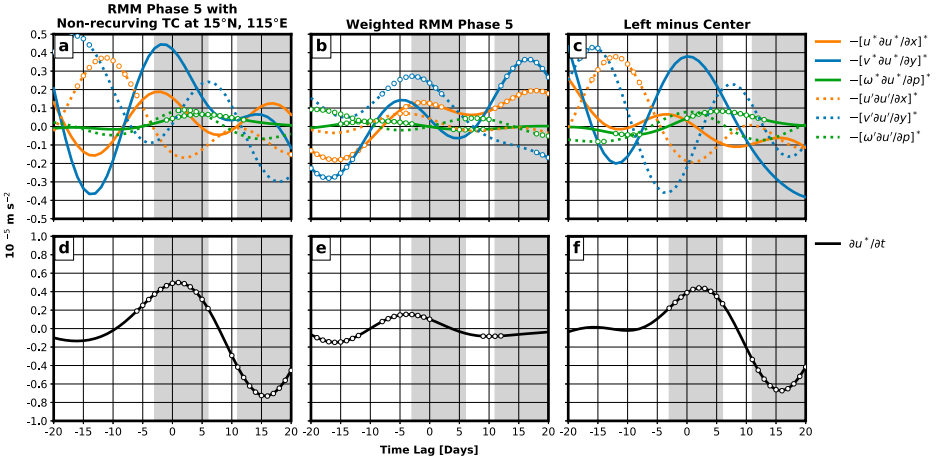 RMM Phase 5 with
Non-recurving TC at 15°N, 115°E
Weighted RMM Phase 5
Left minus Center
a
b
c
0.5
0.4
0.3
0.2
0.1
0.0
-0.1
-0.2
-0.3
-0.4
-0.5
−[u*∂u*/∂x]*
−[v*∂u*/∂y]*
−[ω*∂u*/∂p]*
−[u′∂u′/∂x]*
−[v′∂u′/∂y]*
−[ω′∂u′/∂p]*
10⁻⁵ m s⁻²
d
e
f
1.0
0.8
0.6
0.4
0.2
0.0
-0.2
-0.4
-0.6
-0.8
-1.0
∂u*/∂t
-20 -15 -10 -5 0 5 10 15 20
-20 -15 -10 -5 0 5 10 15 20
-20 -15 -10 -5 0 5 10 15 20
Time Lag [Days]